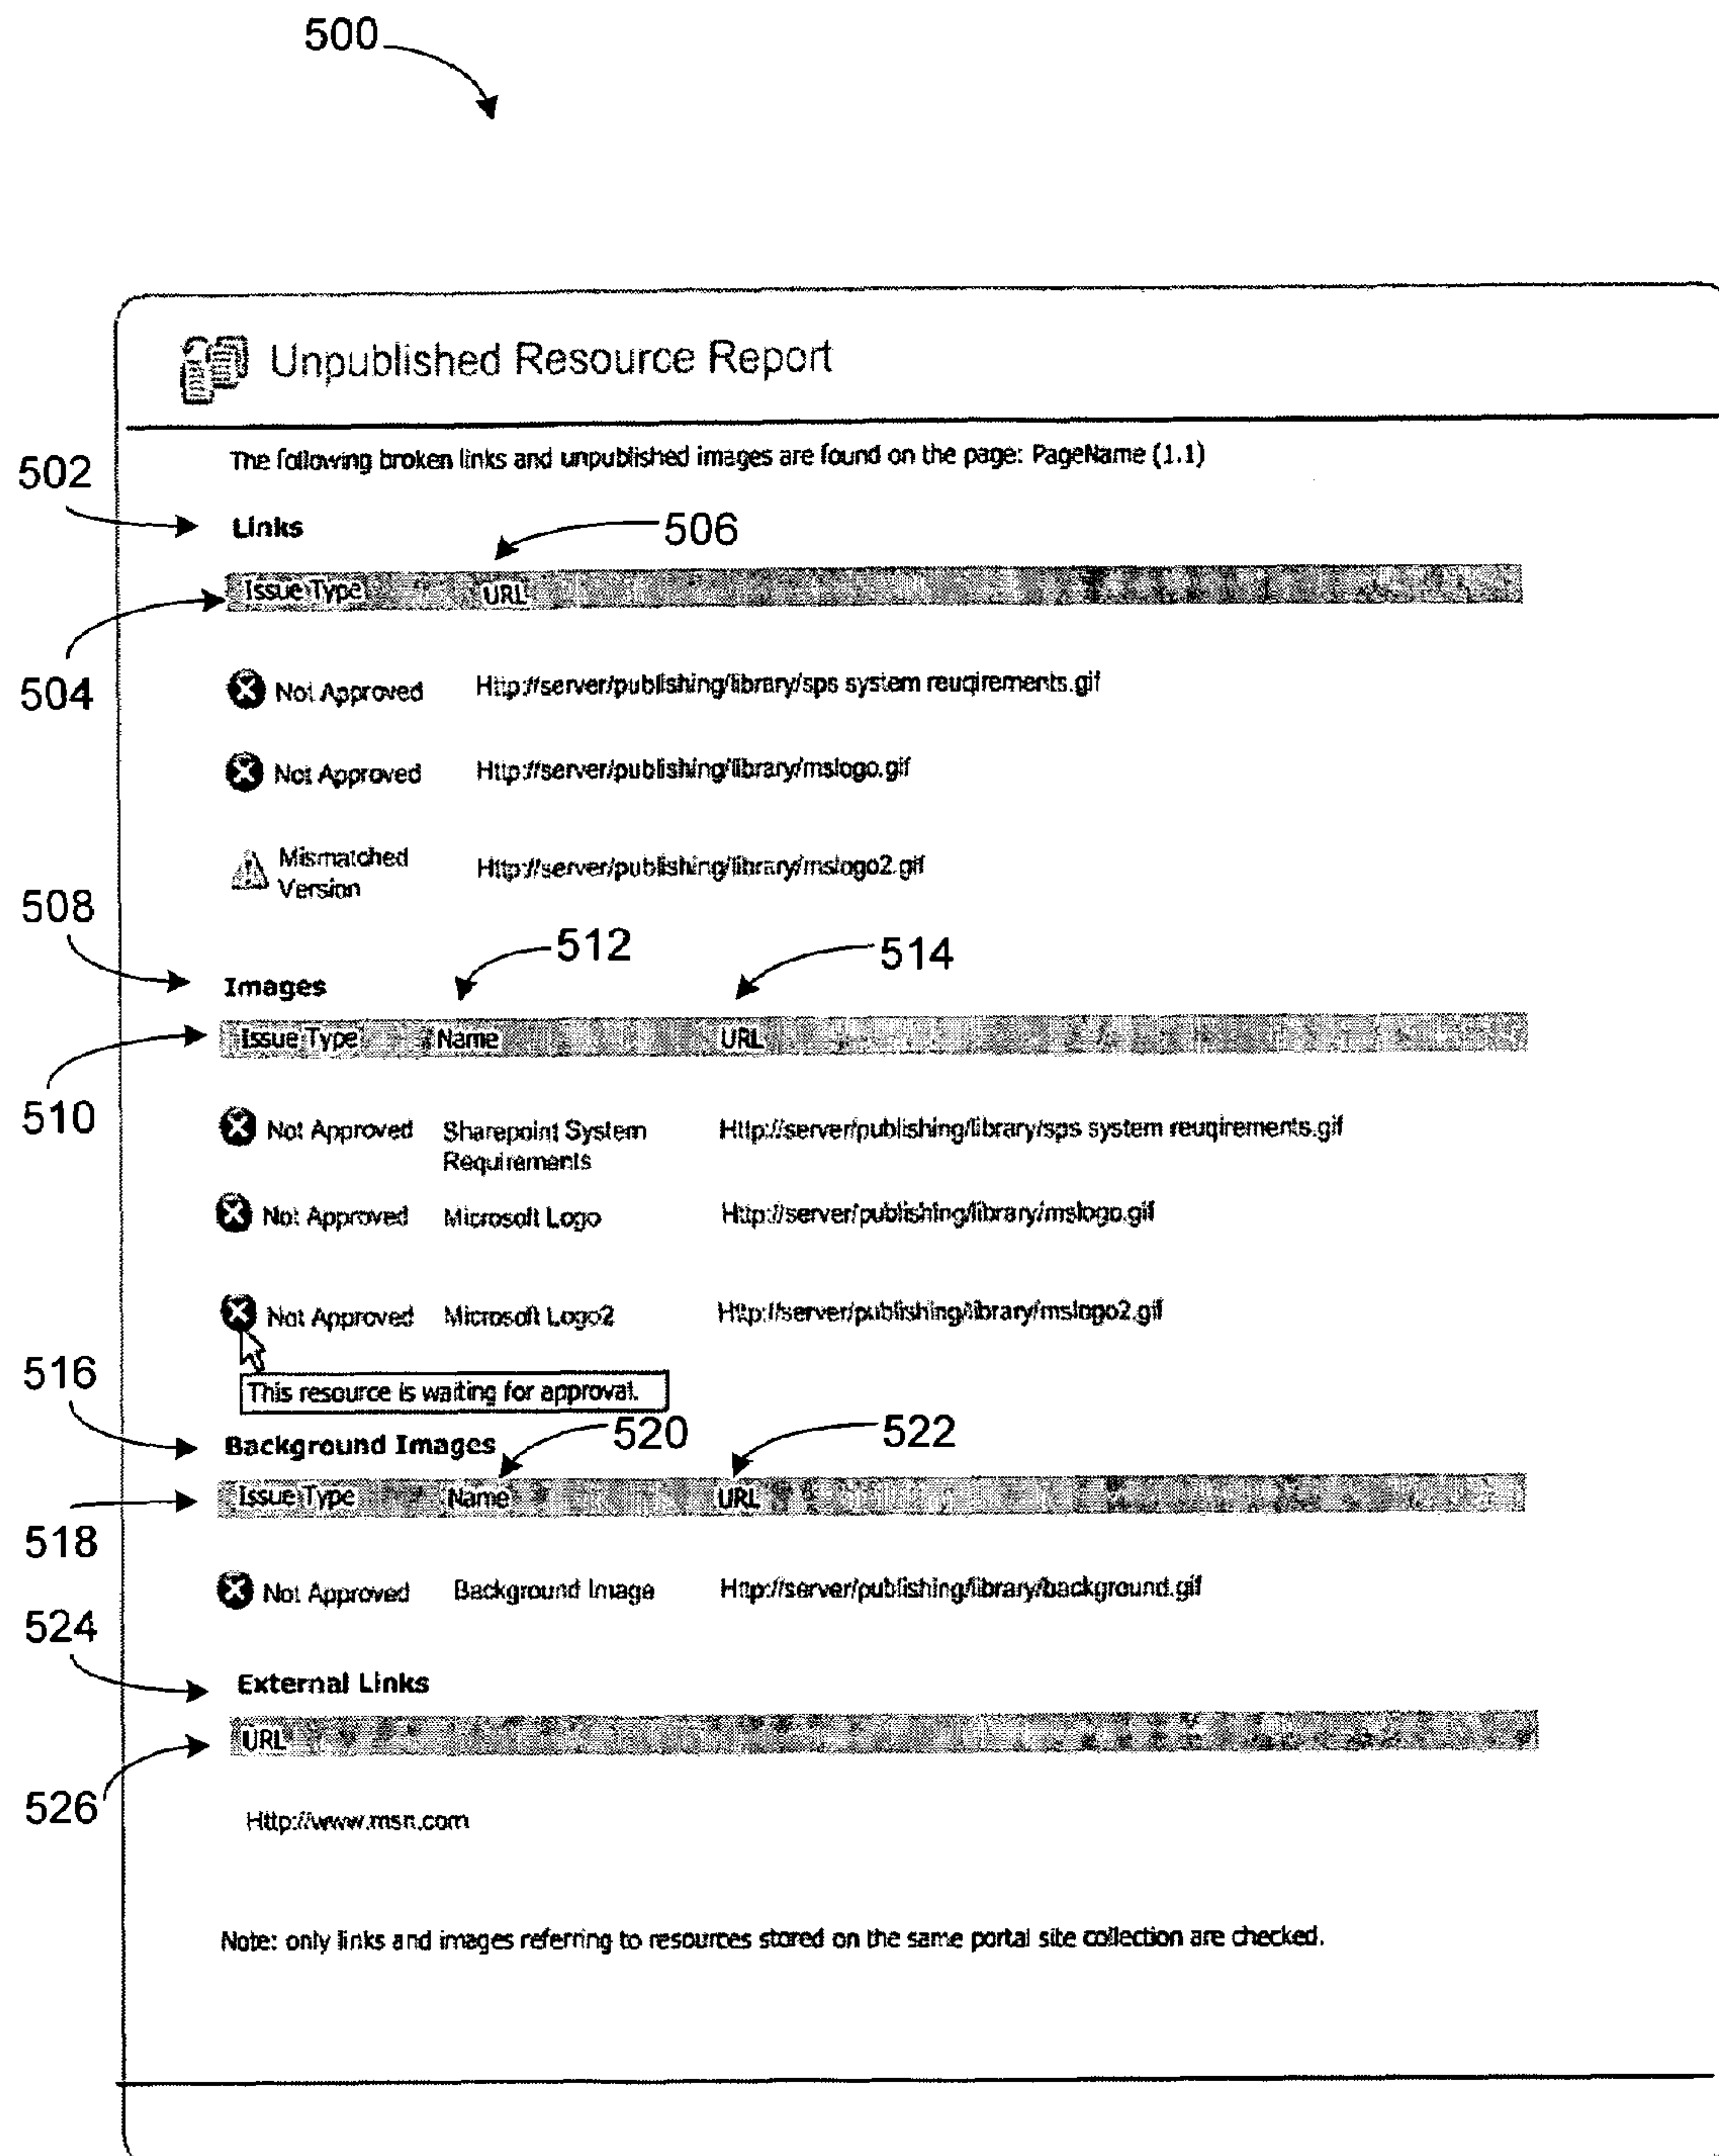 500
Unpublished Resource Report
The following broken links and unpublished images are found on the page: PageName (1.1)
502
Links
506
Issue Type URL
504
Not Approved Http://server/publishing/library/sps system reuqirements.gif
Not Approved Http://server/publishing/library/mslogo.gif
Mismatched
Version
Http://server/publishing/library/mslogo2.gif
508
512
514
Images
Issue Type Name URL
510
Not Approved Sharepoint System Http://server/publishing/library/sps system reuqirements.gif
Requirements
Not Approved Microsoft Logo Http://server/publishing/library/mslogo.gif
Not Approved Microsoft Logo2 Http://server/publishing/library/mslogo2.gif
516
This resource is waiting for approval.
Background Images
520
522
Issue Type Name URL
518
Not Approved Background Image Http://server/publishing/library/background.gif
524
External Links
URL
526
Http://www.msn.com
Note: only links and images referring to resources stored on the same portal site collection are checked.